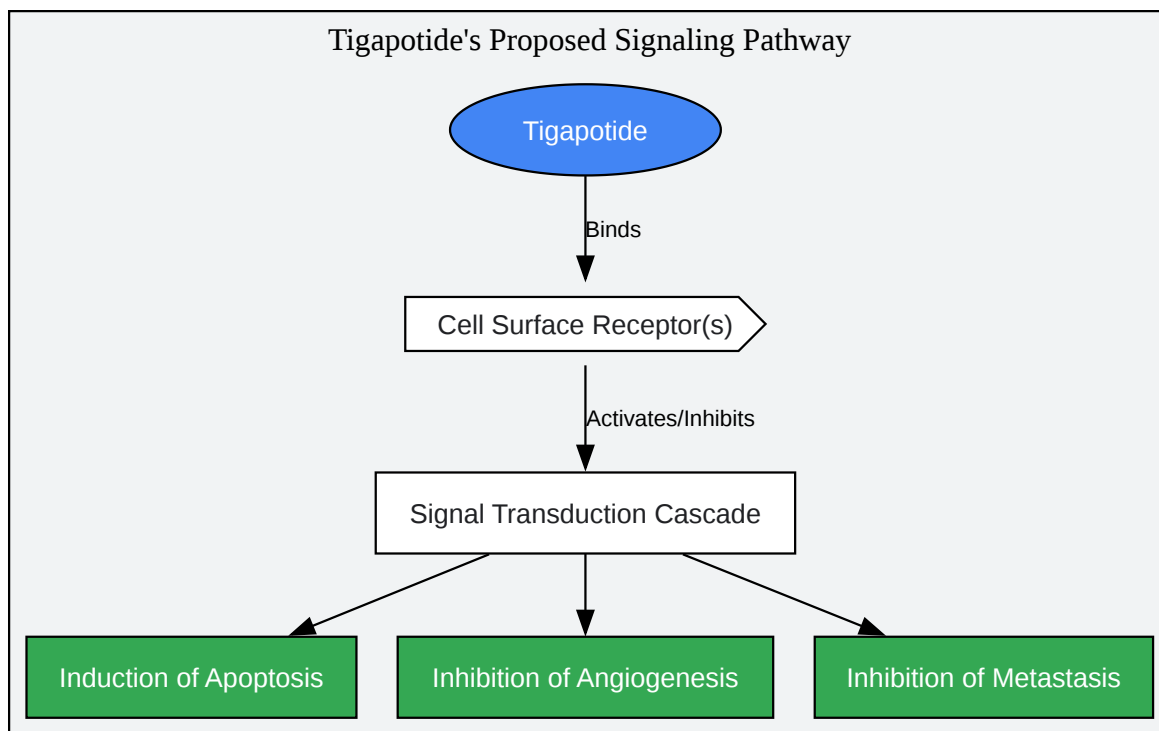 Tigapotide's Proposed Signaling Pathway
Tigapotide
Binds
Cell Surface Receptor(s)
Activates/Inhibits
Signal Transduction Cascade
Induction of Apoptosis
Inhibition of Angiogenesis
Inhibition of Metastasis